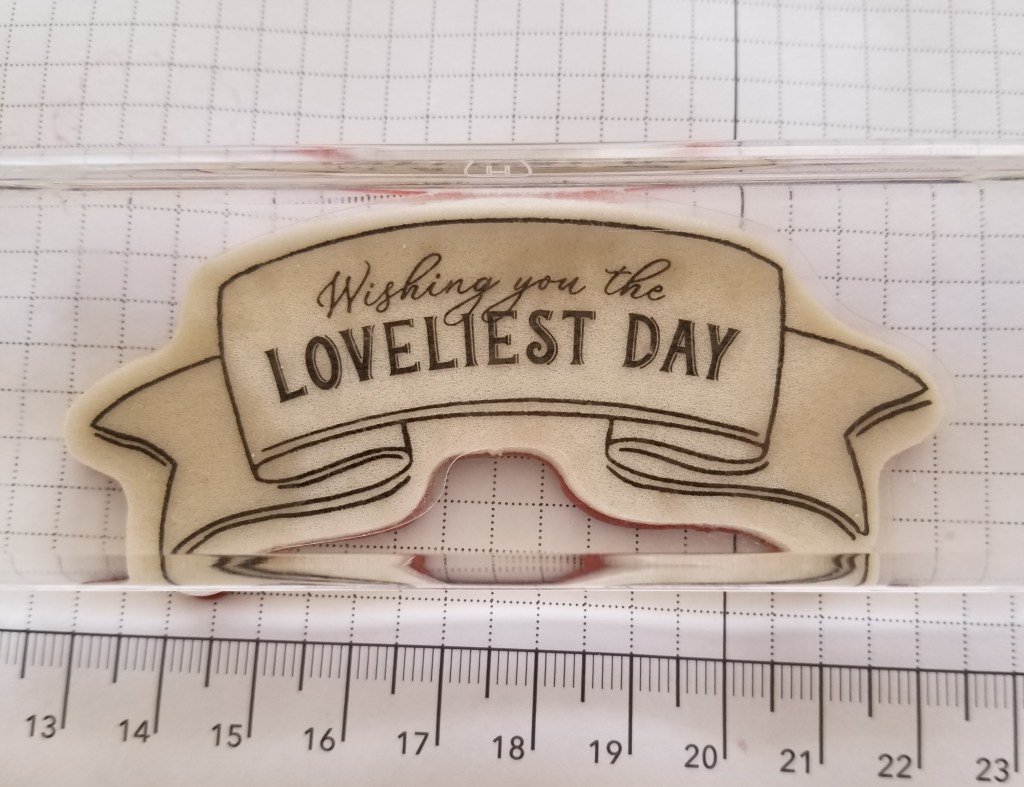 H
Wishing you the
LOVELIEST DAY
13 14 15 16 17 18 19 20 21 22 23